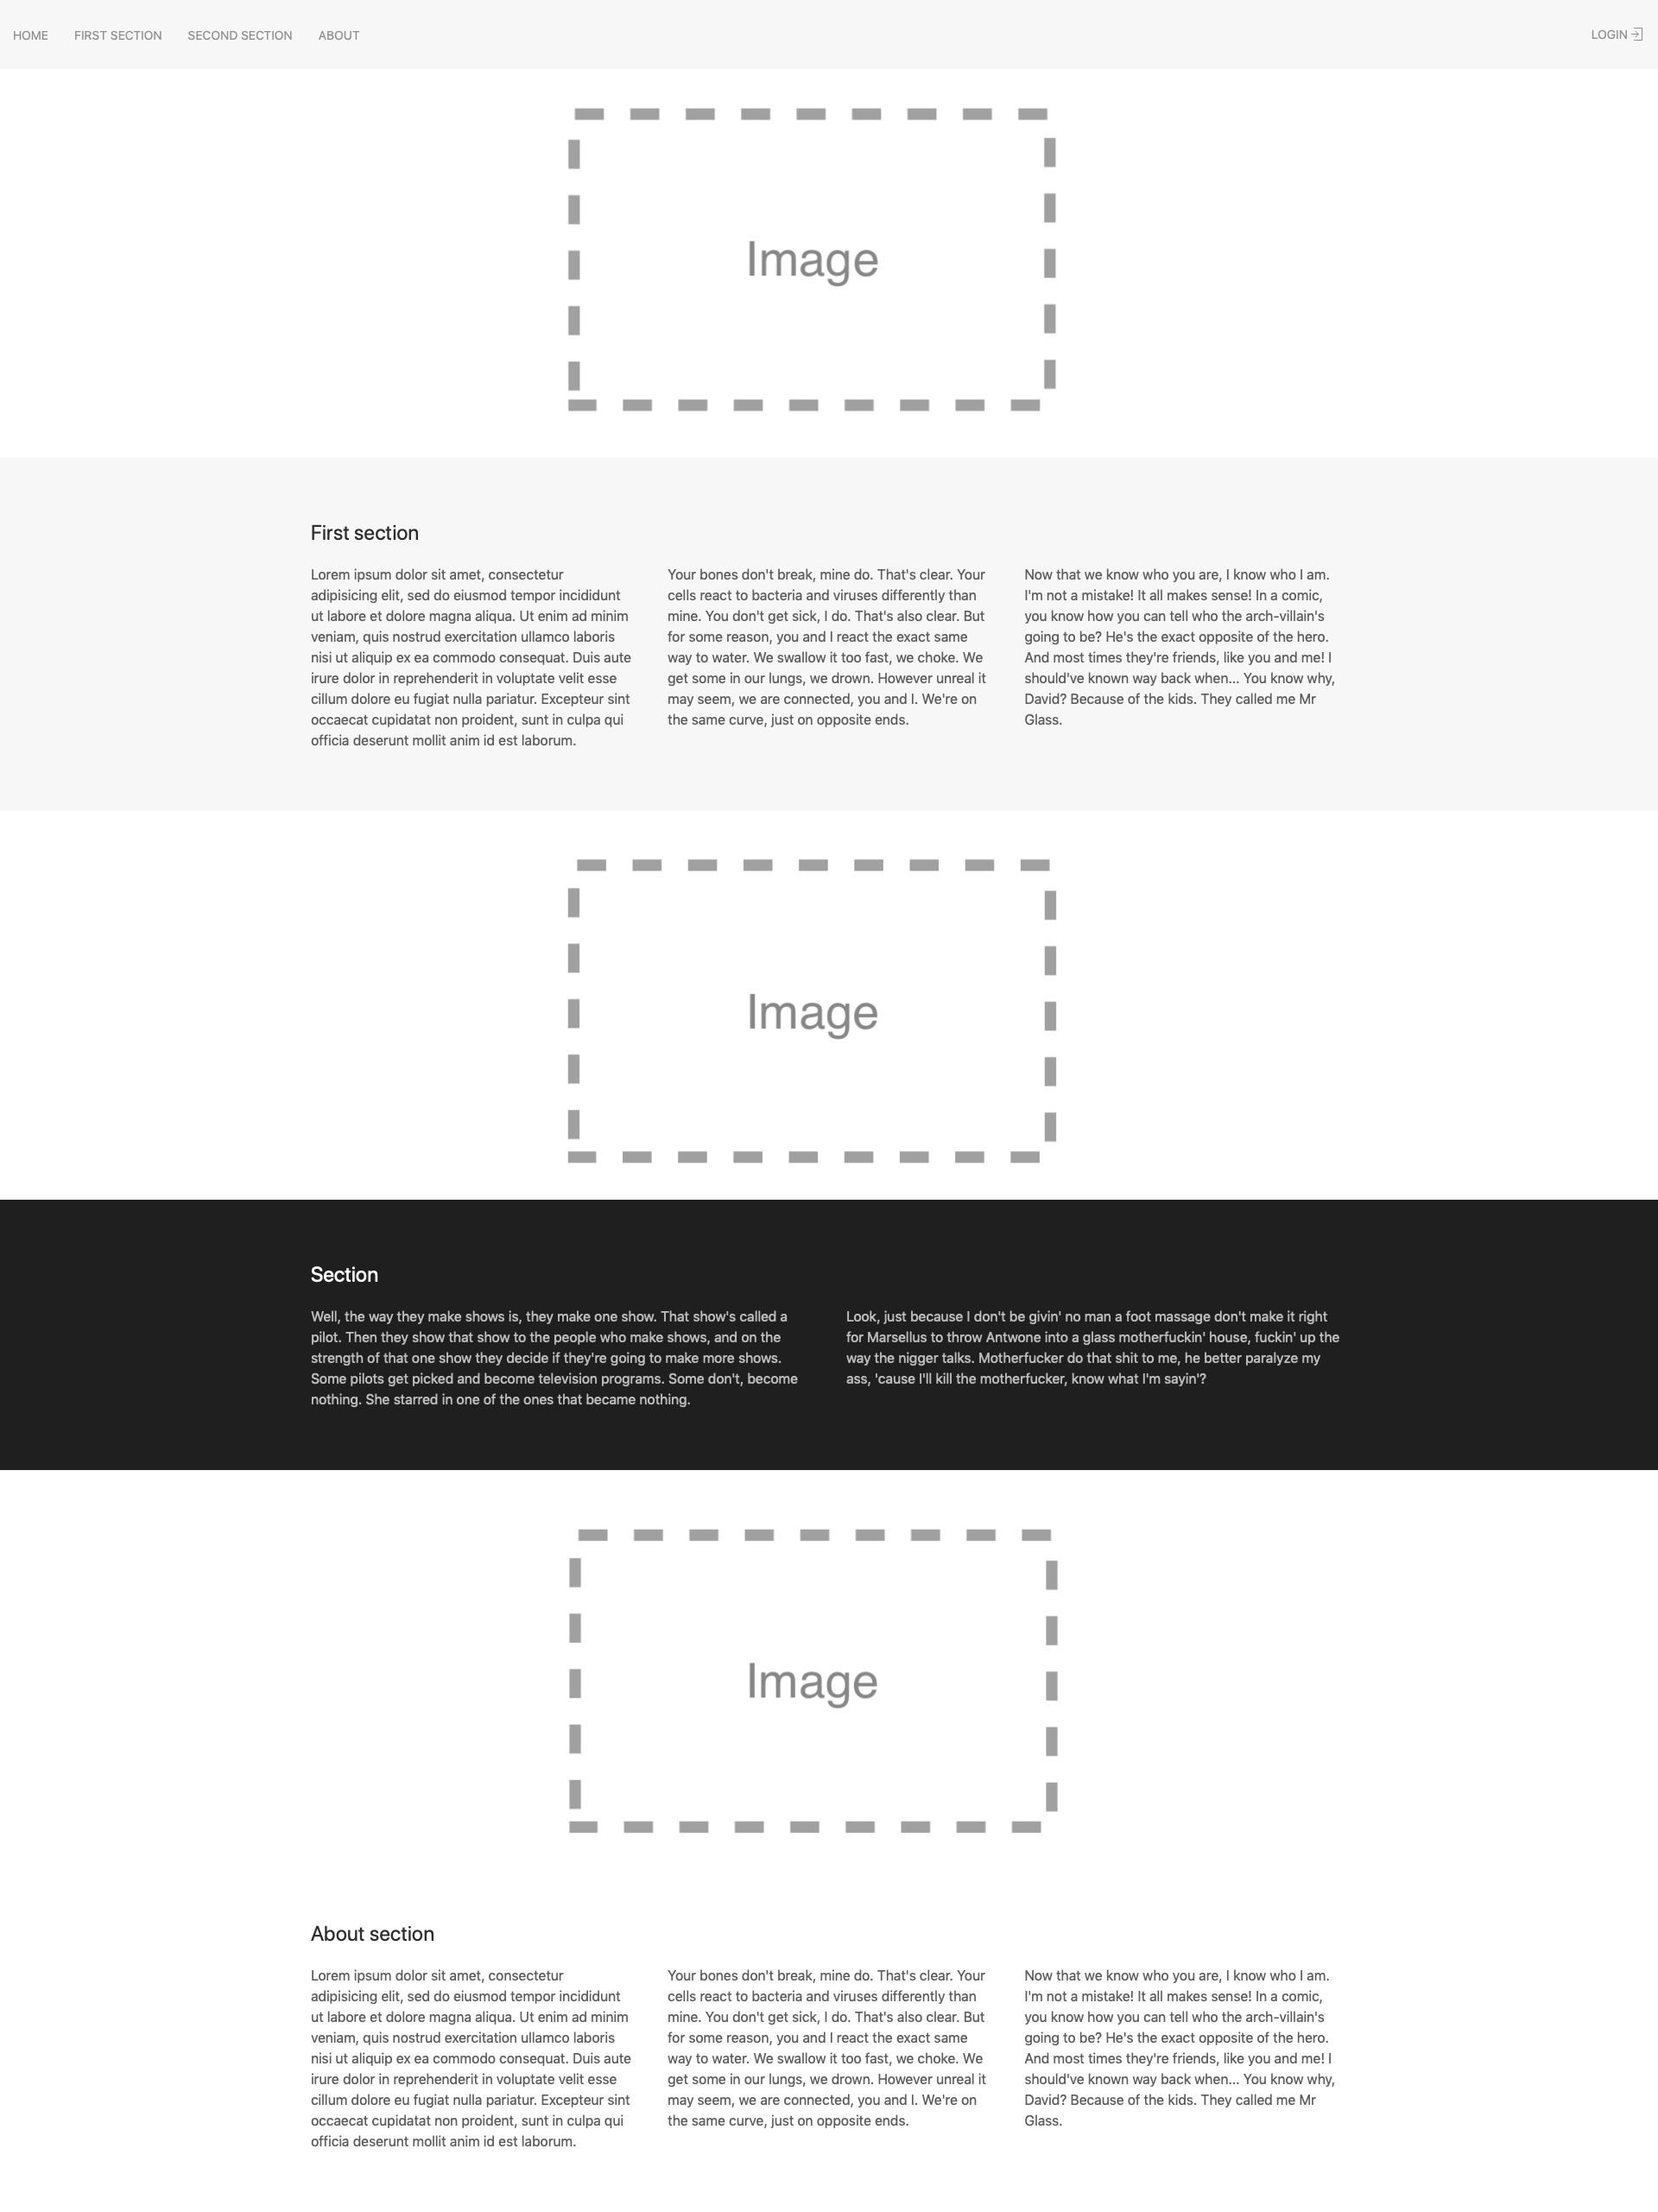 HOME FIRST SECTION SECOND SECTION ABOUT LOGIN
Image
First section
Lorem ipsum dolor sit amet, consectetur
adipisicing elit, sed do eiusmod tempor incididunt
ut labore et dolore magna aliqua. Ut enim ad minim
veniam, quis nostrud exercitation ullamco laboris
nisi ut aliquip ex ea commodo consequat. Duis aute
irure dolor in reprehenderit in voluptate velit esse
cillum dolore eu fugiat nulla pariatur. Excepteur sint
occaecat cupidatat non proident, sunt in culpa qui
officia deserunt mollit anim id est laborum.
Your bones don't break, mine do. That's clear. Your
cells react to bacteria and viruses differently than
mine. You don't get sick, I do. That's also clear. But
for some reason, you and I react the exact same
way to water. We swallow it too fast, we choke. We
get some in our lungs, we drown. However unreal it
may seem, we are connected, you and I. We're on
the same curve, just on opposite ends.
Now that we know who you are, I know who I am.
I'm not a mistake! It all makes sense! In a comic,
you know how you can tell who the arch-villain's
going to be? He's the exact opposite of the hero.
And most times they're friends, like you and me! I
should've known way back when... You know why,
David? Because of the kids. They called me Mr
Glass.
Image
Section
Well, the way they make shows is, they make one show. That show's called a
pilot. Then they show that show to the people who make shows, and on the
strength of that one show they decide if they're going to make more shows.
Some pilots get picked and become television programs. Some don't, become
nothing. She starred in one of the ones that became nothing.
Look, just because I don't be givin' no man a foot massage don't make it right
for Marsellus to throw Antwone into a glass motherfuckin' house, fuckin' up the
way the nigger talks. Motherfucker do that shit to me, he better paralyze my
ass, 'cause I'll kill the motherfucker, know what I'm sayin'?
Image
About section
Lorem ipsum dolor sit amet, consectetur
adipisicing elit, sed do eiusmod tempor incididunt
ut labore et dolore magna aliqua. Ut enim ad minim
veniam, quis nostrud exercitation ullamco laboris
nisi ut aliquip ex ea commodo consequat. Duis aute
irure dolor in reprehenderit in voluptate velit esse
cillum dolore eu fugiat nulla pariatur. Excepteur sint
occaecat cupidatat non proident, sunt in culpa qui
officia deserunt mollit anim id est laborum.
Your bones don't break, mine do. That's clear. Your
cells react to bacteria and viruses differently than
mine. You don't get sick, I do. That's also clear. But
for some reason, you and I react the exact same
way to water. We swallow it too fast, we choke. We
get some in our lungs, we drown. However unreal it
may seem, we are connected, you and I. We're on
the same curve, just on opposite ends.
Now that we know who you are, I know who I am.
I'm not a mistake! It all makes sense! In a comic,
you know how you can tell who the arch-villain's
going to be? He's the exact opposite of the hero.
And most times they're friends, like you and me! I
should've known way back when... You know why,
David? Because of the kids. They called me Mr
Glass.